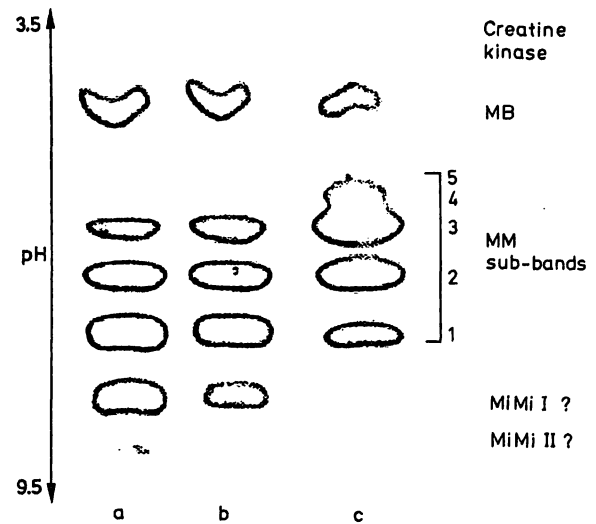 3.5
Creatine
kinase
MB
5
4
3
MM
sub-bands
pH
2
1
MiMi I ?
MiMi II ?
9.5
a b c